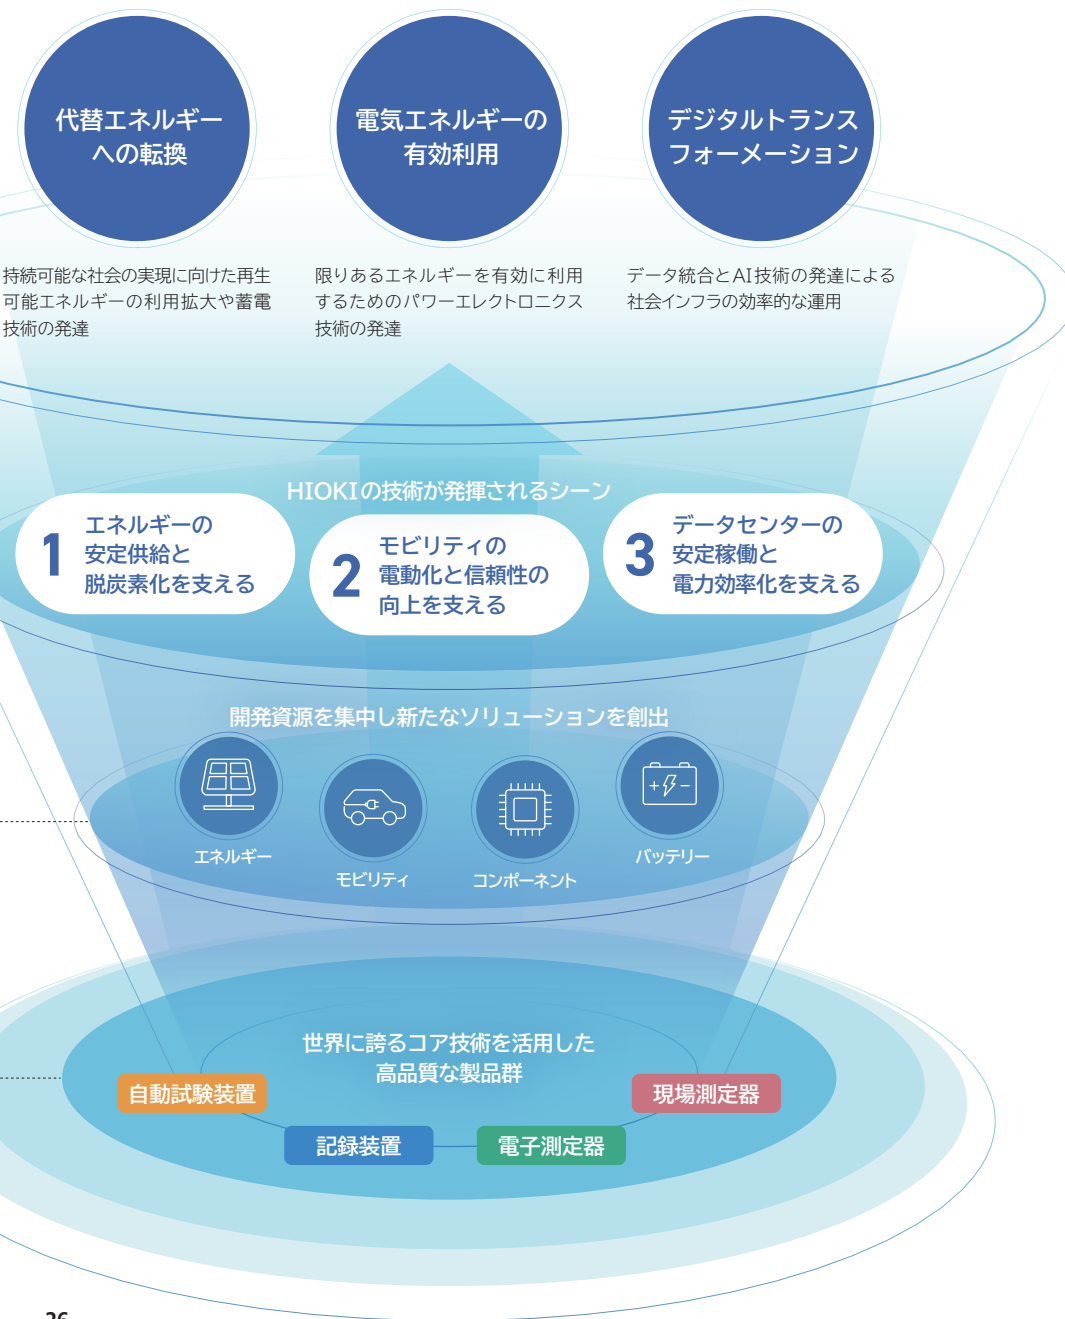 代替エネルギー
への転換
電気エネルギーの
有効利用
デジタルトランス
フォーメーション
持続可能な社会の実現に向けた再生
可能エネルギーの利用拡大や蓄電
技術の発達
限りあるエネルギーを有効に利用
するためのパワーエレクトロニクス
技術の発達
データ統合とAI技術の発達による
社会インフラの効率的な運用
HIOKIの技術が発揮されるシーン
1
エネルギーの
安定供給と
脱炭素化を支える
2
モビリティの
電動化と信頼性の
向上を支える
3
データセンターの
安定稼働と
電力効率化を支える
開発資源を集中し新たなソリューションを創出
エネルギー
モビリティ
コンポーネント
バッテリー
世界に誇るコア技術を活用した
高品質な製品群
自動試験装置
記録装置
電子測定器
現場測定器
26